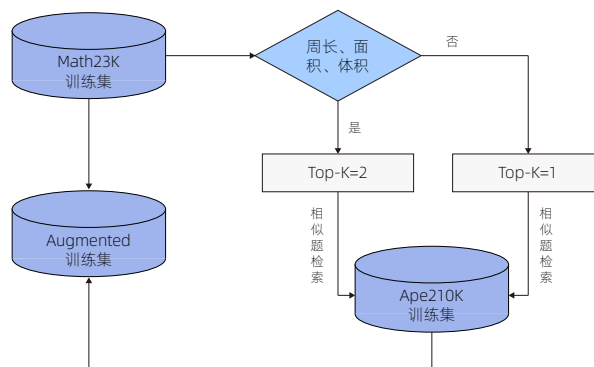 Math23K
训练集
周长、面
积、体积
否
是
Top-K=2
Top-K=1
相似题检索
相似题检索
Augmented
训练集
Ape210K
训练集